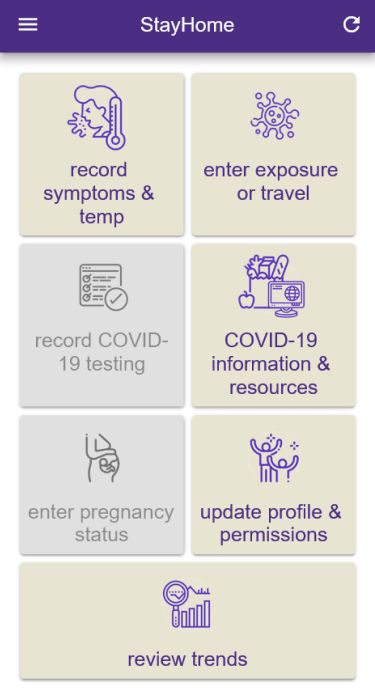 StayHome
record
symptoms &
temp
enter exposure
or travel
record COVID-
19 testing
COVID-19
information &
resources
enter pregnancy
status
update profile &
permissions
review trends